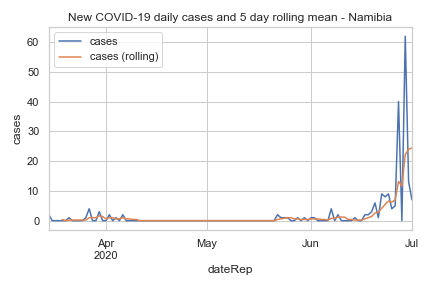 New COVID-19 daily cases and 5 day rolling mean - Namibia
cases
cases (rolling)
cases
60
50
40
30
20
10
0
Apr
2020
May
Jun
Jul
dateRep